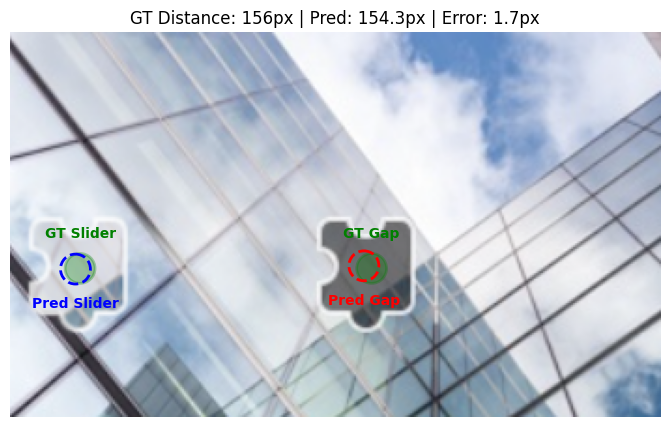 GT Distance: 156px | Pred: 154.3px | Error: 1.7px
GT Slider
GT Gap
Pred Slider
Pred Gap